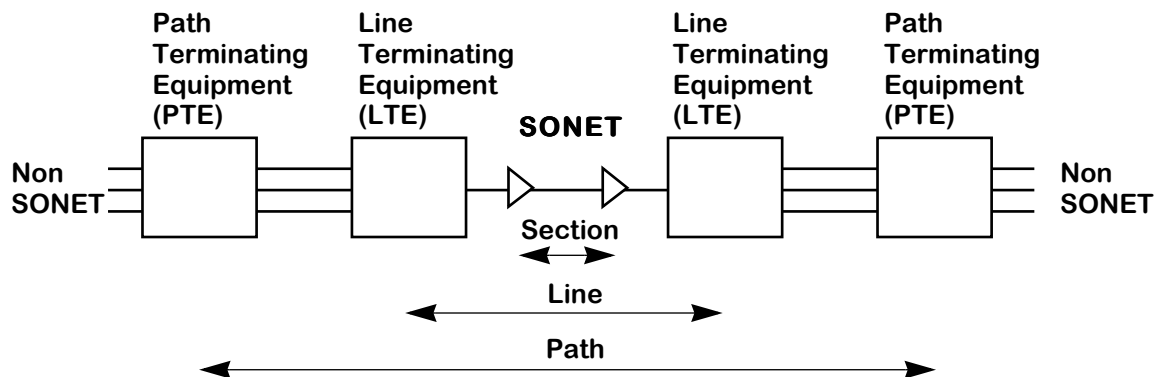 Path
Terminating
Equipment
(PTE)
Line
Terminating
Equipment
(LTE)
Line
Terminating
Equipment
(LTE)
Path
Terminating
Equipment
(PTE)
SONET
Non
SONET
Non
SONET
Section
Line
Path